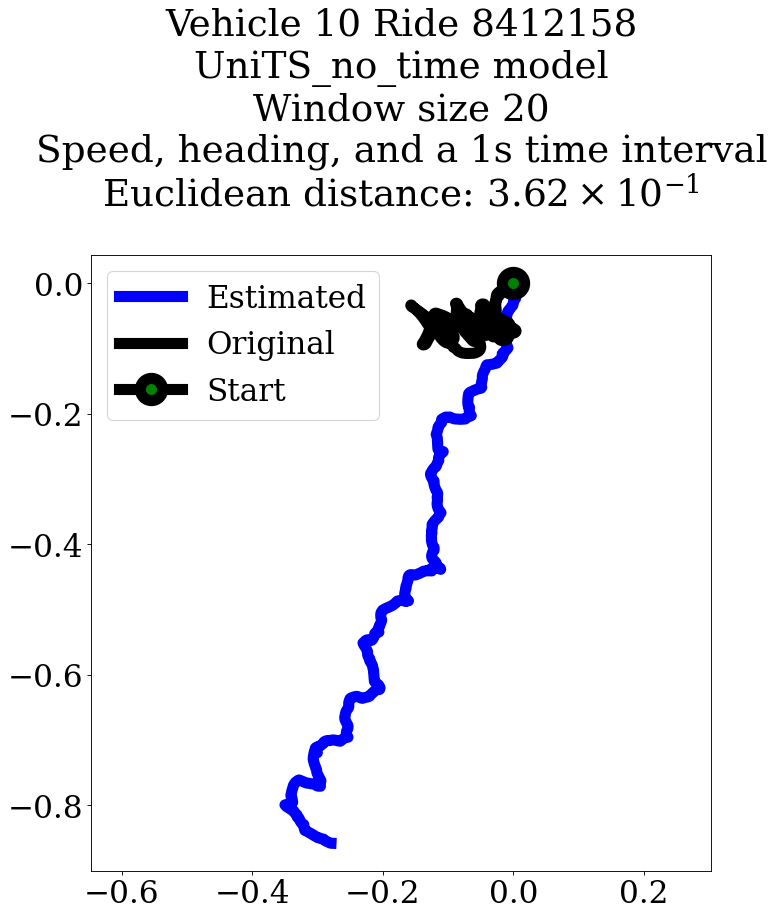 Vehicle 10 Ride 8412158
UniTS_no_time model
Window size 20
Speed, heading, and a 1s time interval
Euclidean distance: 3.62 × 10⁻¹
Estimated
Original
Start
0.0
−0.2
−0.4
−0.6
−0.8
−0.6
−0.4
−0.2
0.0
0.2